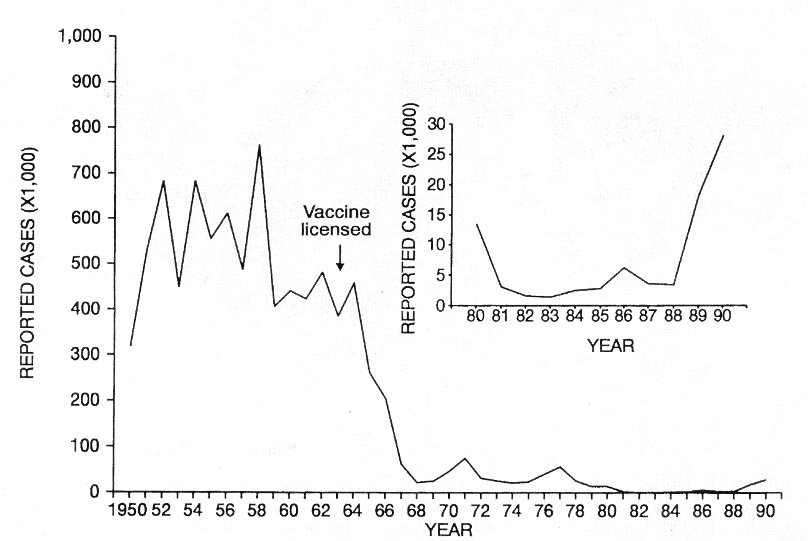 1,000
900
800
700
600
500
400
300
200
100
0
REPORTED CASES (X1,000)
Vaccine
licensed
1950 52 54 56 58 60 62 64 66 68 70 72 74 76 78 80 82 84 86 88 90
YEAR
30
25
20
15
10
5
0
REPORTED CASES (X1,000)
80 81 82 83 84 85 86 87 88 89 90
YEAR